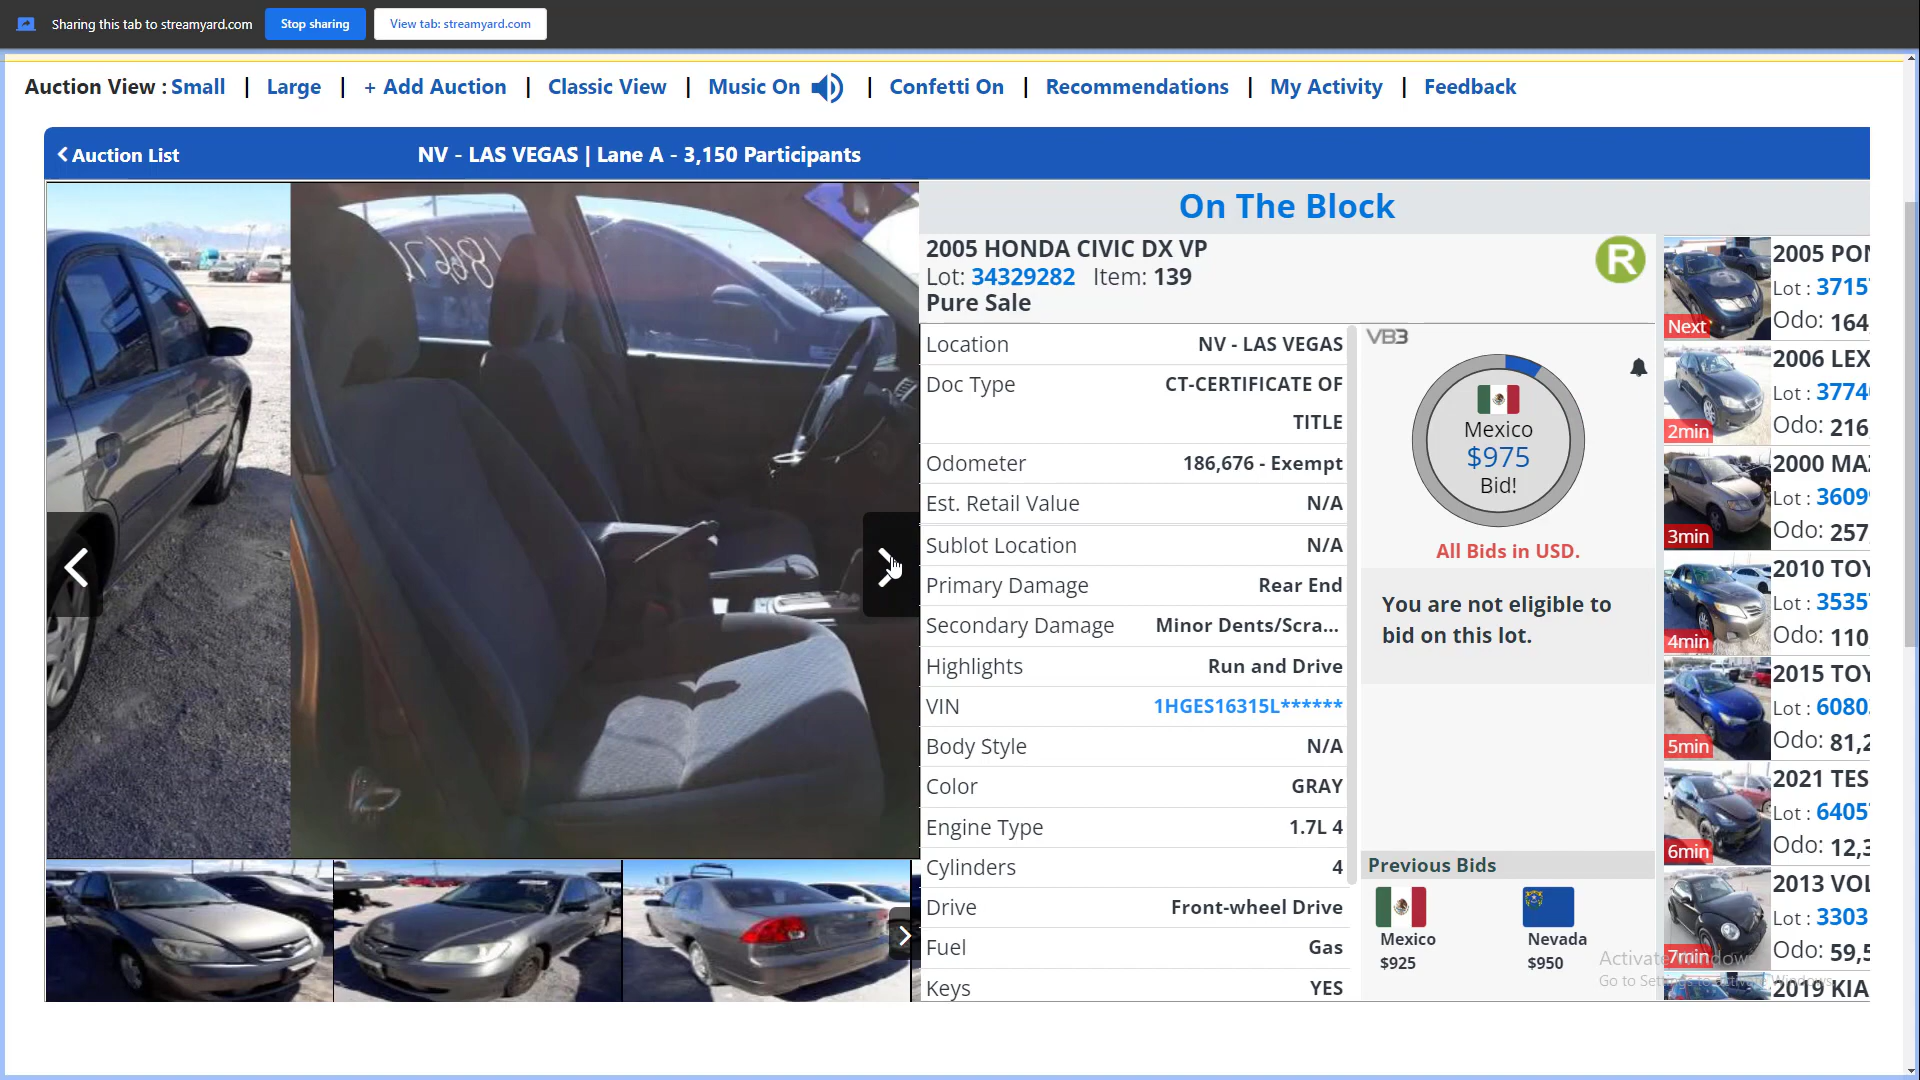 Sharing this tab to streamyard.com
Stop sharing
View tab: streamyard.com
Auction View : Small | Large | + Add Auction | Classic View | Music On | Confetti On | Recommendations | My Activity | Feedback
Auction List
NV - LAS VEGAS | Lane A - 3,150 Participants
On The Block
2005 HONDA CIVIC DX VP
Lot: 34329282 Item: 139
Pure Sale
R
Location NV - LAS VEGAS
Doc Type CT-CERTIFICATE OF
TITLE
Odometer 186,676 - Exempt
Est. Retail Value N/A
Sublot Location N/A
Primary Damage Rear End
Secondary Damage Minor Dents/Scra...
Highlights Run and Drive
VIN 1HGES16315L******
Body Style N/A
Color GRAY
Engine Type 1.7L 4
Cylinders 4
Drive Front-wheel Drive
Fuel Gas
Keys YES
VB3
Mexico
$975
Bid!
All Bids in USD.
You are not eligible to
bid on this lot.
Previous Bids
Mexico
$925
Nevada
$950
2005 PON
Lot : 3715
Odo: 164
Next
2006 LEX
Lot : 3774
Odo: 216
2min
2000 MA
Lot : 3609
Odo: 257
3min
2010 TOY
Lot : 3535
Odo: 110
4min
2015 TOY
Lot : 6080
Odo: 81,2
5min
2021 TES
Lot : 6405
Odo: 12,3
6min
2013 VOL
Lot : 3303
Odo: 59,5
7min
2019 KIA
Activate Windows
Go to Settings to activate Windows.